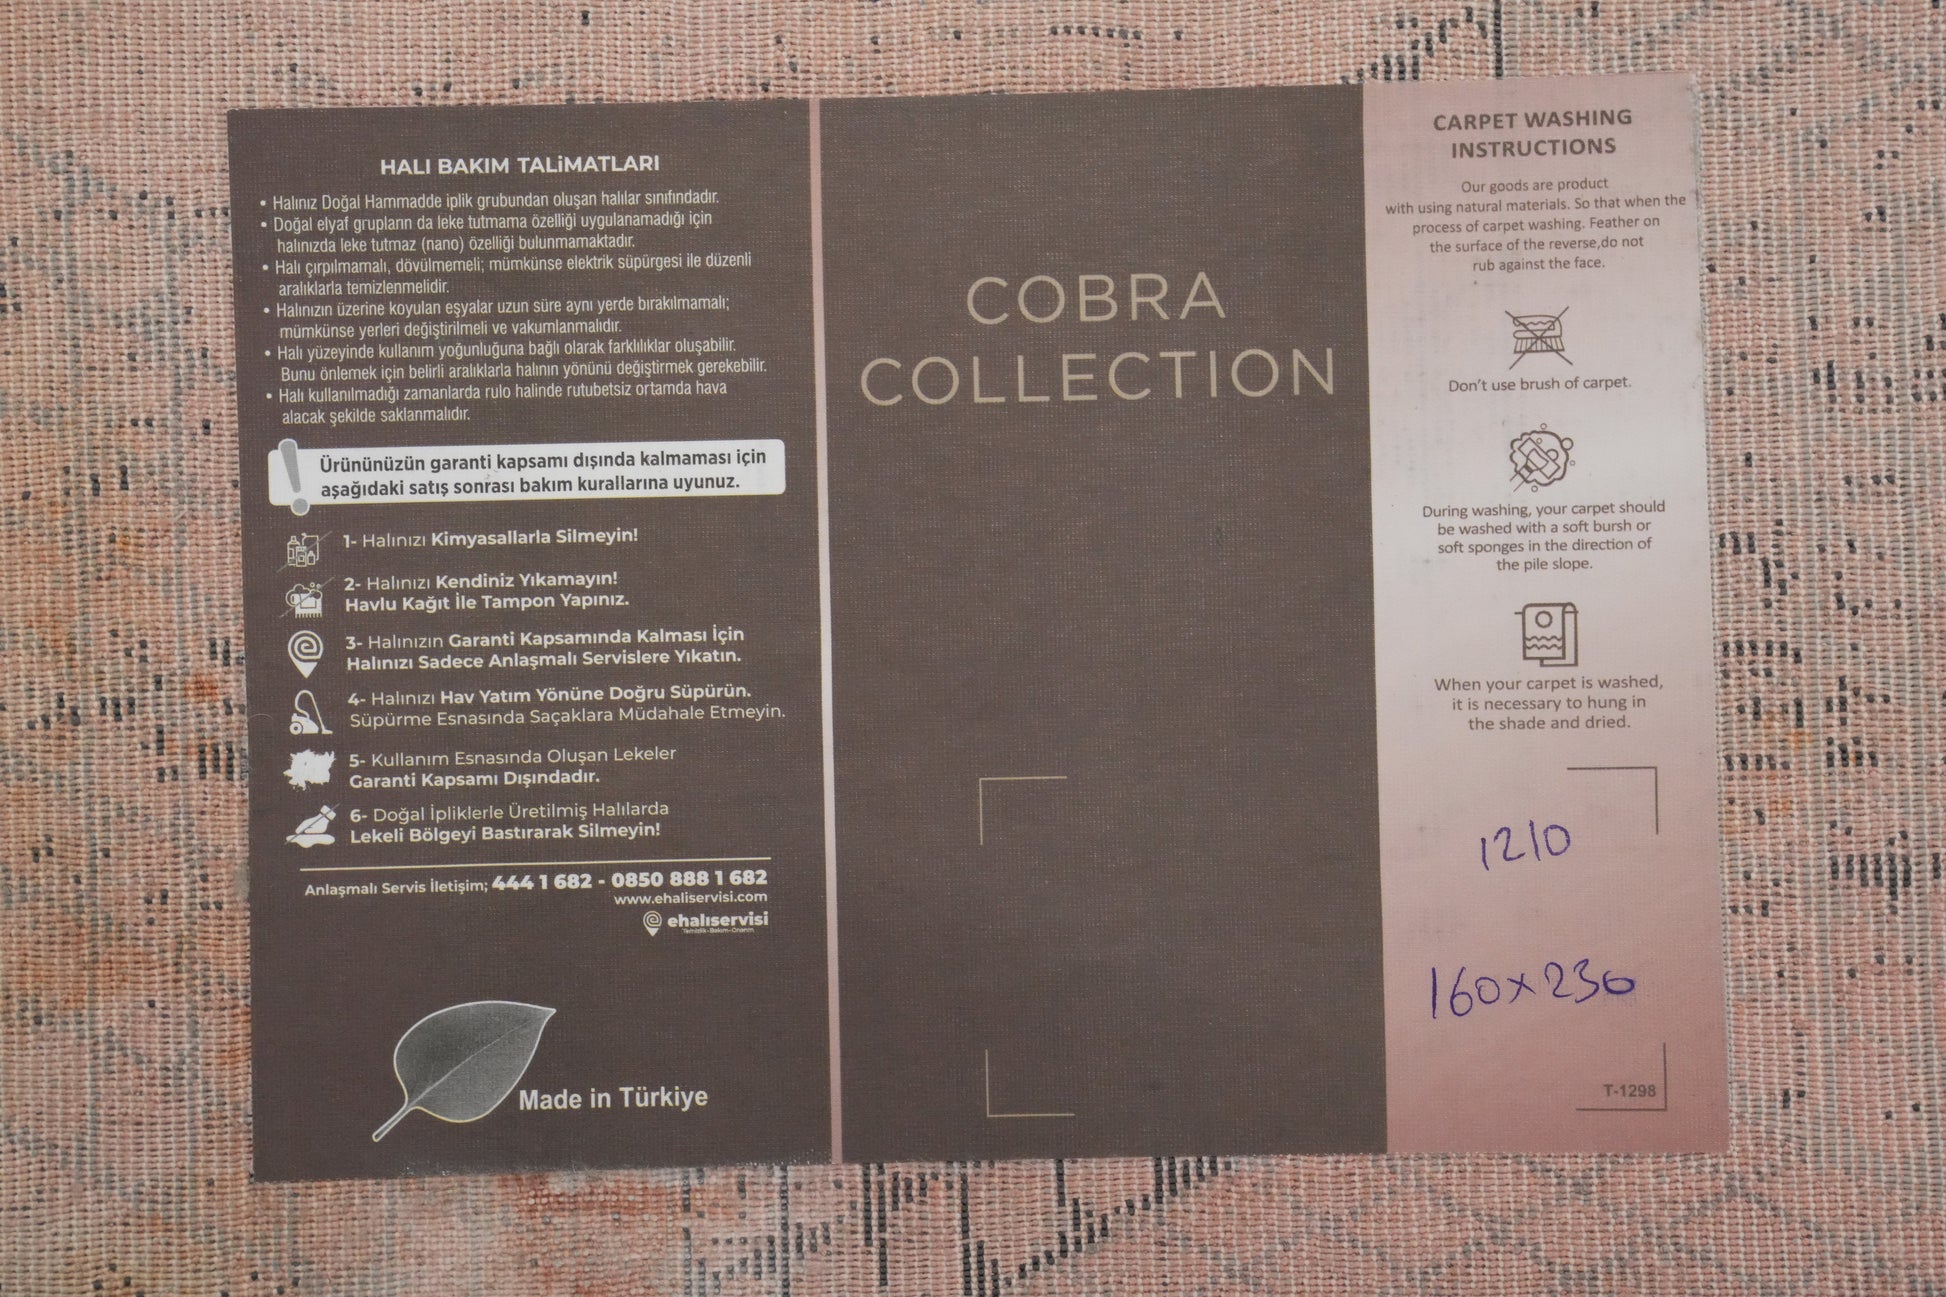 HALI BAKIM TALiMATLARI
• Halınız Doğal Hammadde iplik grubundan oluşan halılar sınıfındadır.
• Doğal elyaf grupların da leke tutmama özelliği uygulanamadığı için
halınızda leke tutmaz (nano) özelliği bulunmamaktadır.
• Halı çırpılmamalı, dövülmemeli; mümkünse elektrik süpürgesi ile düzenli
aralıklarla temizlenmelidir.
• Halınızın üzerine koyulan eşyalar uzun süre aynı yerde bırakılmamalı;
mümkünse yerleri değiştirilmeli ve vakumlanmalıdır.
• Halı yüzeyinde kullanım yoğunluğuna bağlı olarak farklılıklar oluşabilir.
Bunu önlemek için belirli aralıklarla halının yönünü değiştirmek gerekebilir.
• Halı kullanılmadığı zamanlarda rulo halinde rutubetsiz ortamda hava
alacak şekilde saklanmalıdır.
Ürününüzün garanti kapsamı dışında kalmaması için
aşağıdaki satış sonrası bakım kurallarına uyunuz.
1- Halınızı Kimyasallarla Silmeyin!
2- Halınızı Kendiniz Yıkamayın!
Havlu Kağıt İle Tampon Yapınız.
3- Halınızın Garanti Kapsamında Kalması İçin
Halınızı Sadece Anlaşmalı Servislere Yıkatın.
4- Halınızı Hav Yatım Yönüne Doğru Süpürün.
Süpürme Esnasında Saçaklara Müdahale Etmeyin.
5- Kullanım Esnasında Oluşan Lekeler
Garanti Kapsamı Dışındadır.
6- Doğal İpliklerle Üretilmiş Halılarda
Lekeli Bölgeyi Bastırarak Silmeyin!
Anlaşmalı Servis İletişim; 444 1 682 - 0850 888 1 682
www.ehaliservisi.com
ehalıservisi
Temizlik-Bakım-Onarım
Made in Türkiye
COBRA
COLLECTION
CARPET WASHING
INSTRUCTIONS
Our goods are product
with using natural materials. So that when the
process of carpet washing. Feather on
the surface of the reverse,do not
rub against the face.
Don't use brush of carpet.
During washing, your carpet should
be washed with a soft bursh or
soft sponges in the direction of
the pile slope.
When your carpet is washed,
it is necessary to hung in
the shade and dried.
1210
160x230
T-1298